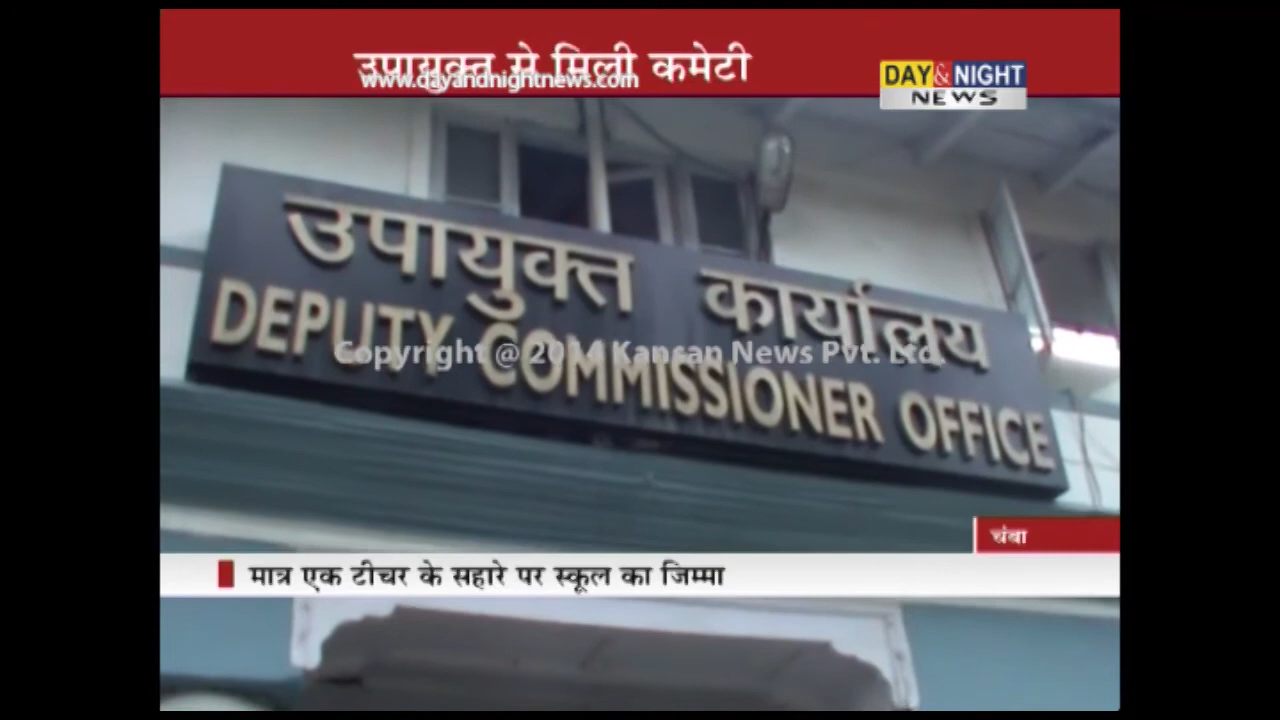 उपायुक्त से मिली कमेटी
www.dayandnightnews.com
DAY & NIGHT
NEWS
उपायुक्त कार्यालय
DEPUTY COMMISSIONER OFFICE
Copyright @ 2014 Kansan News Pvt. Ltd.
चंबा
मात्र एक टीचर के सहारे पर स्कूल का जिम्मा